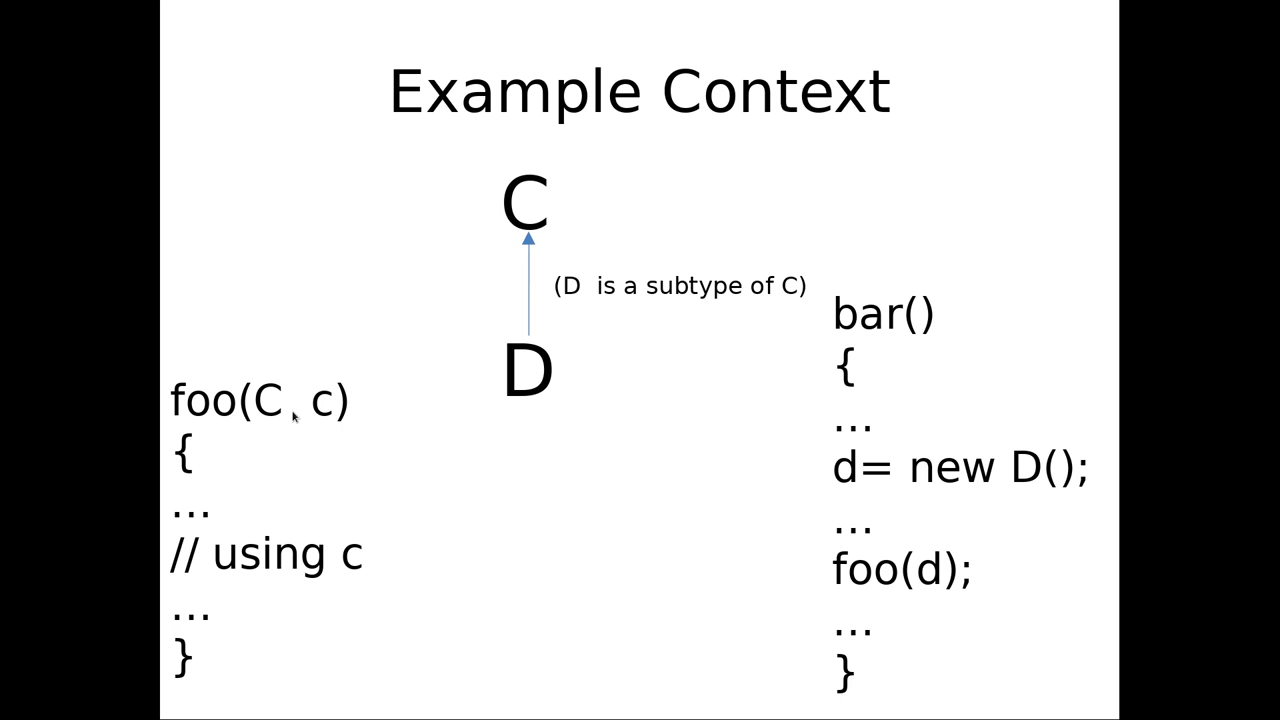 Example Context
C
(D  is a subtype of C)
D
foo(C  c)
{
…
// using c
…
}
bar()
{
…
d= new D();
…
foo(d);
…
}